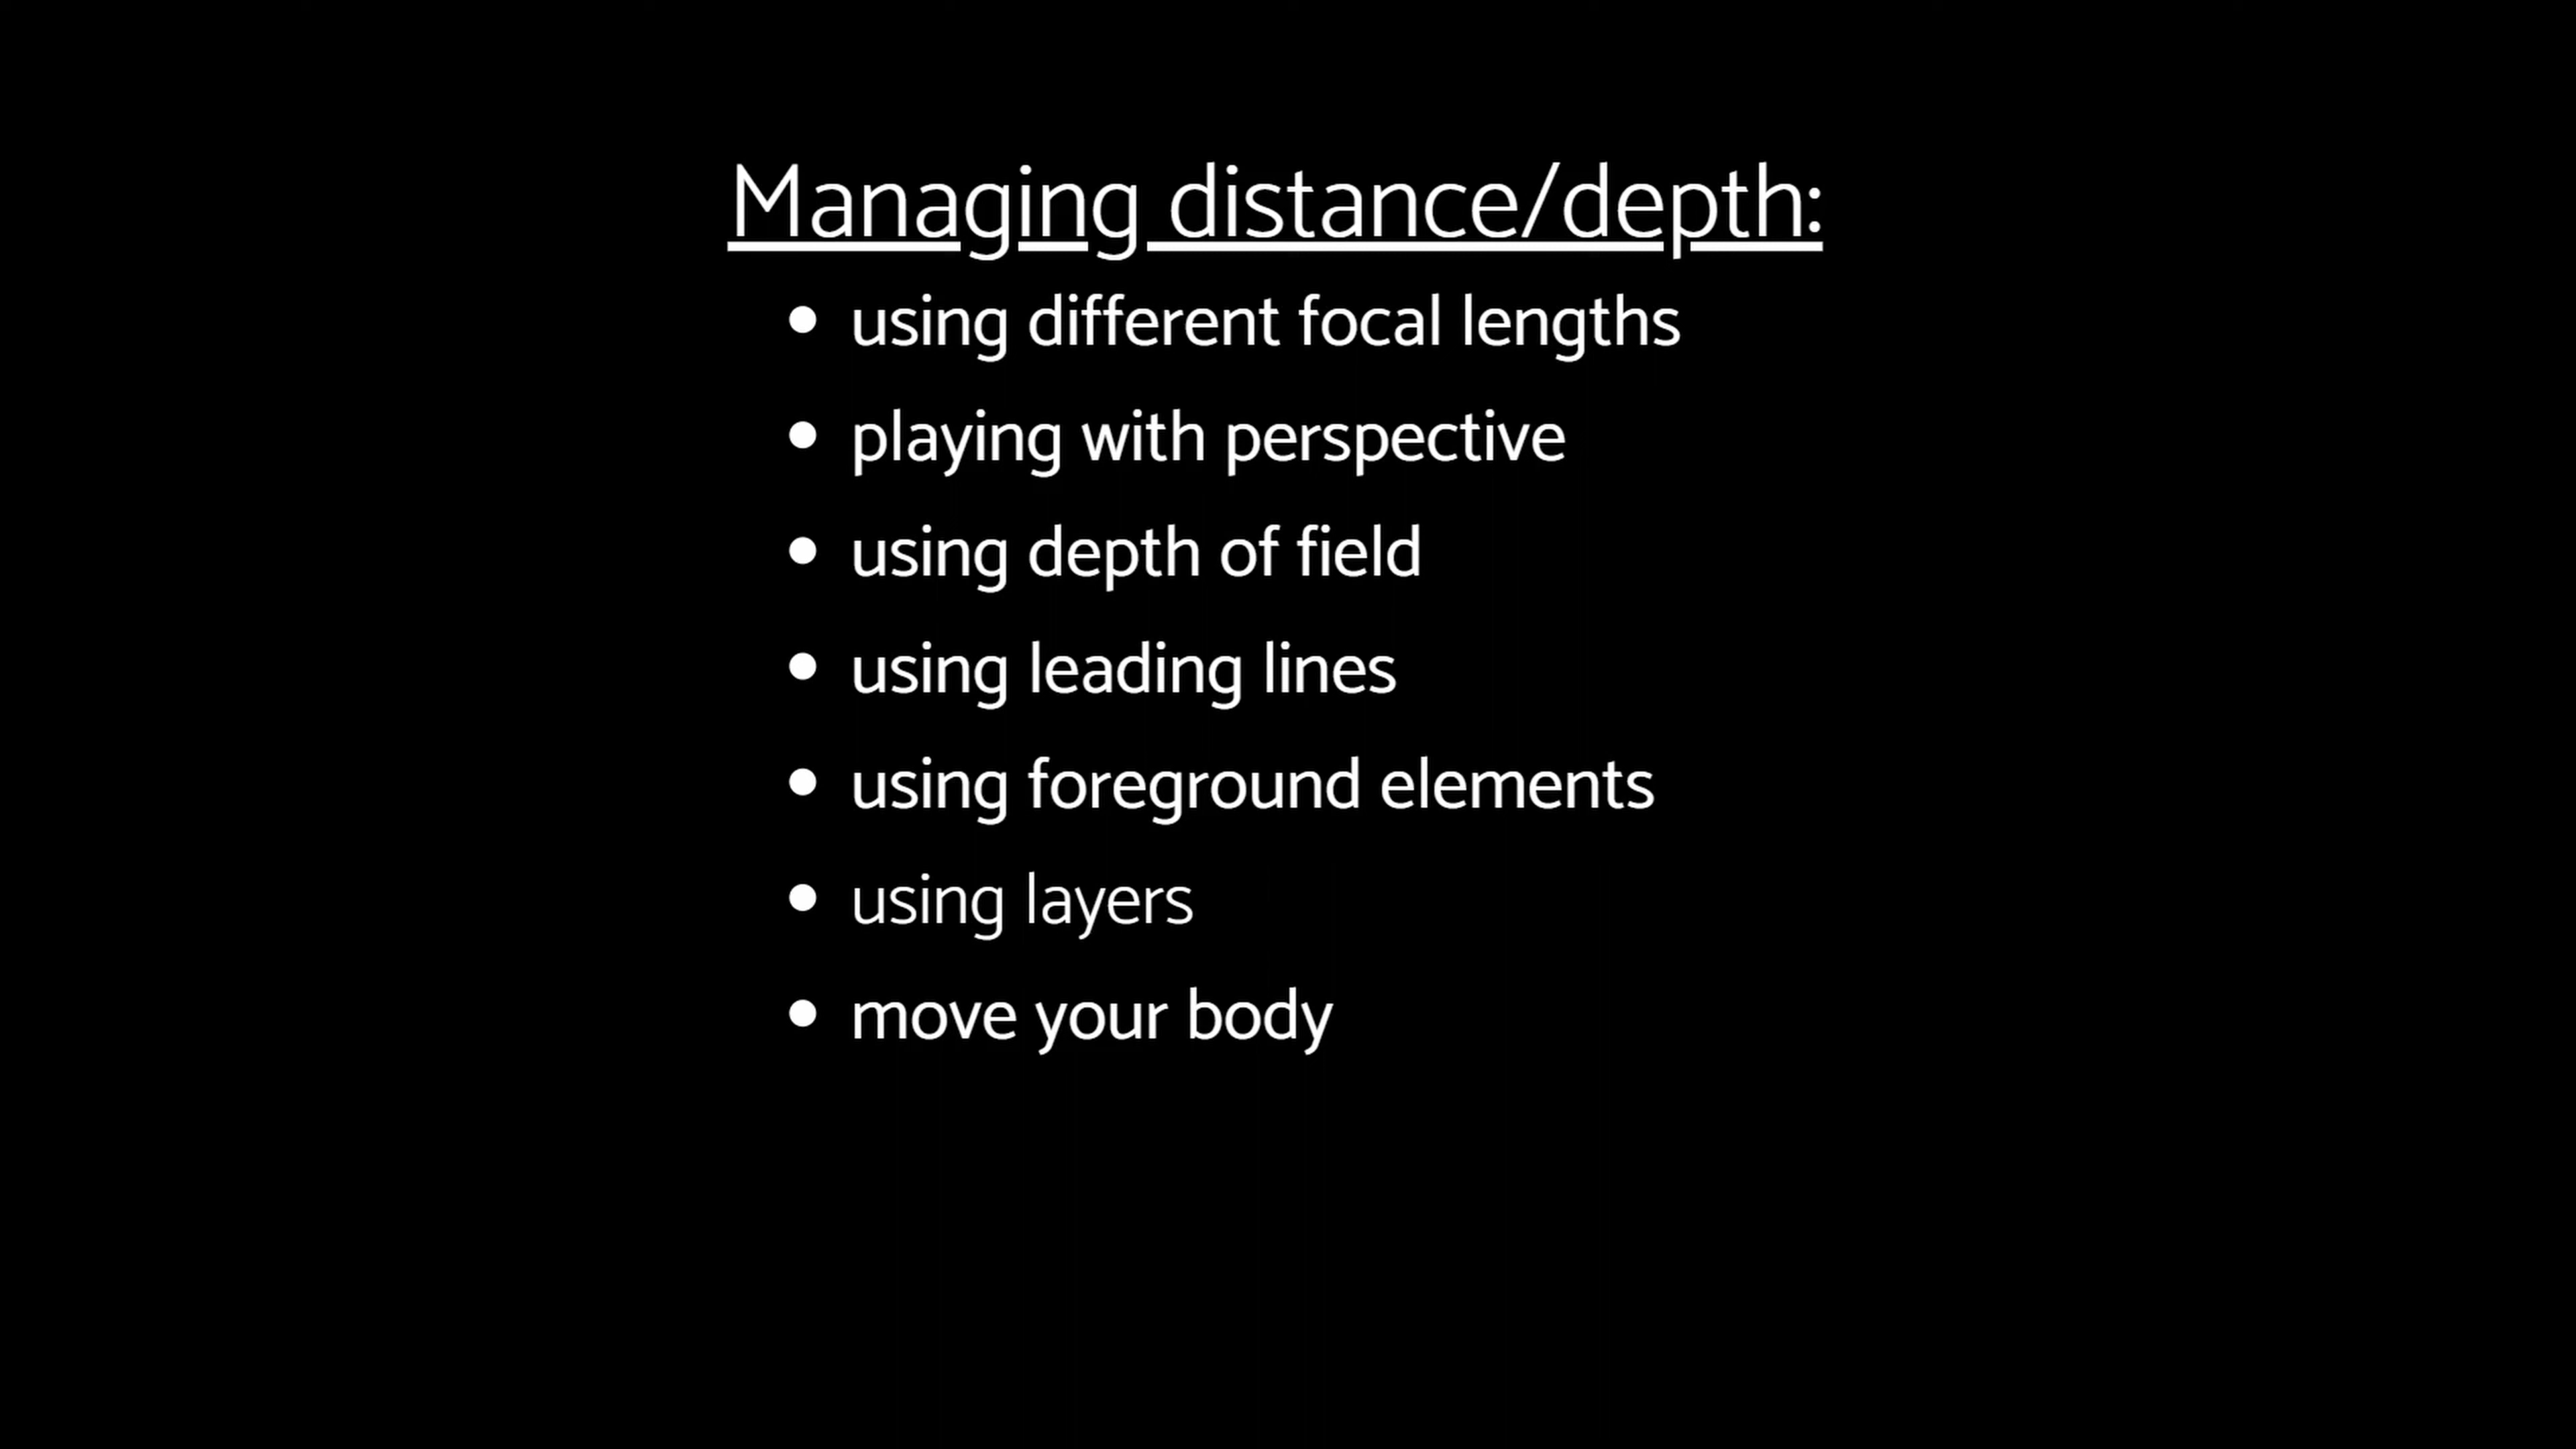 Managing distance/depth:
• using different focal lengths
• playing with perspective
• using depth of field
• using leading lines
• using foreground elements
• using layers
• move your body